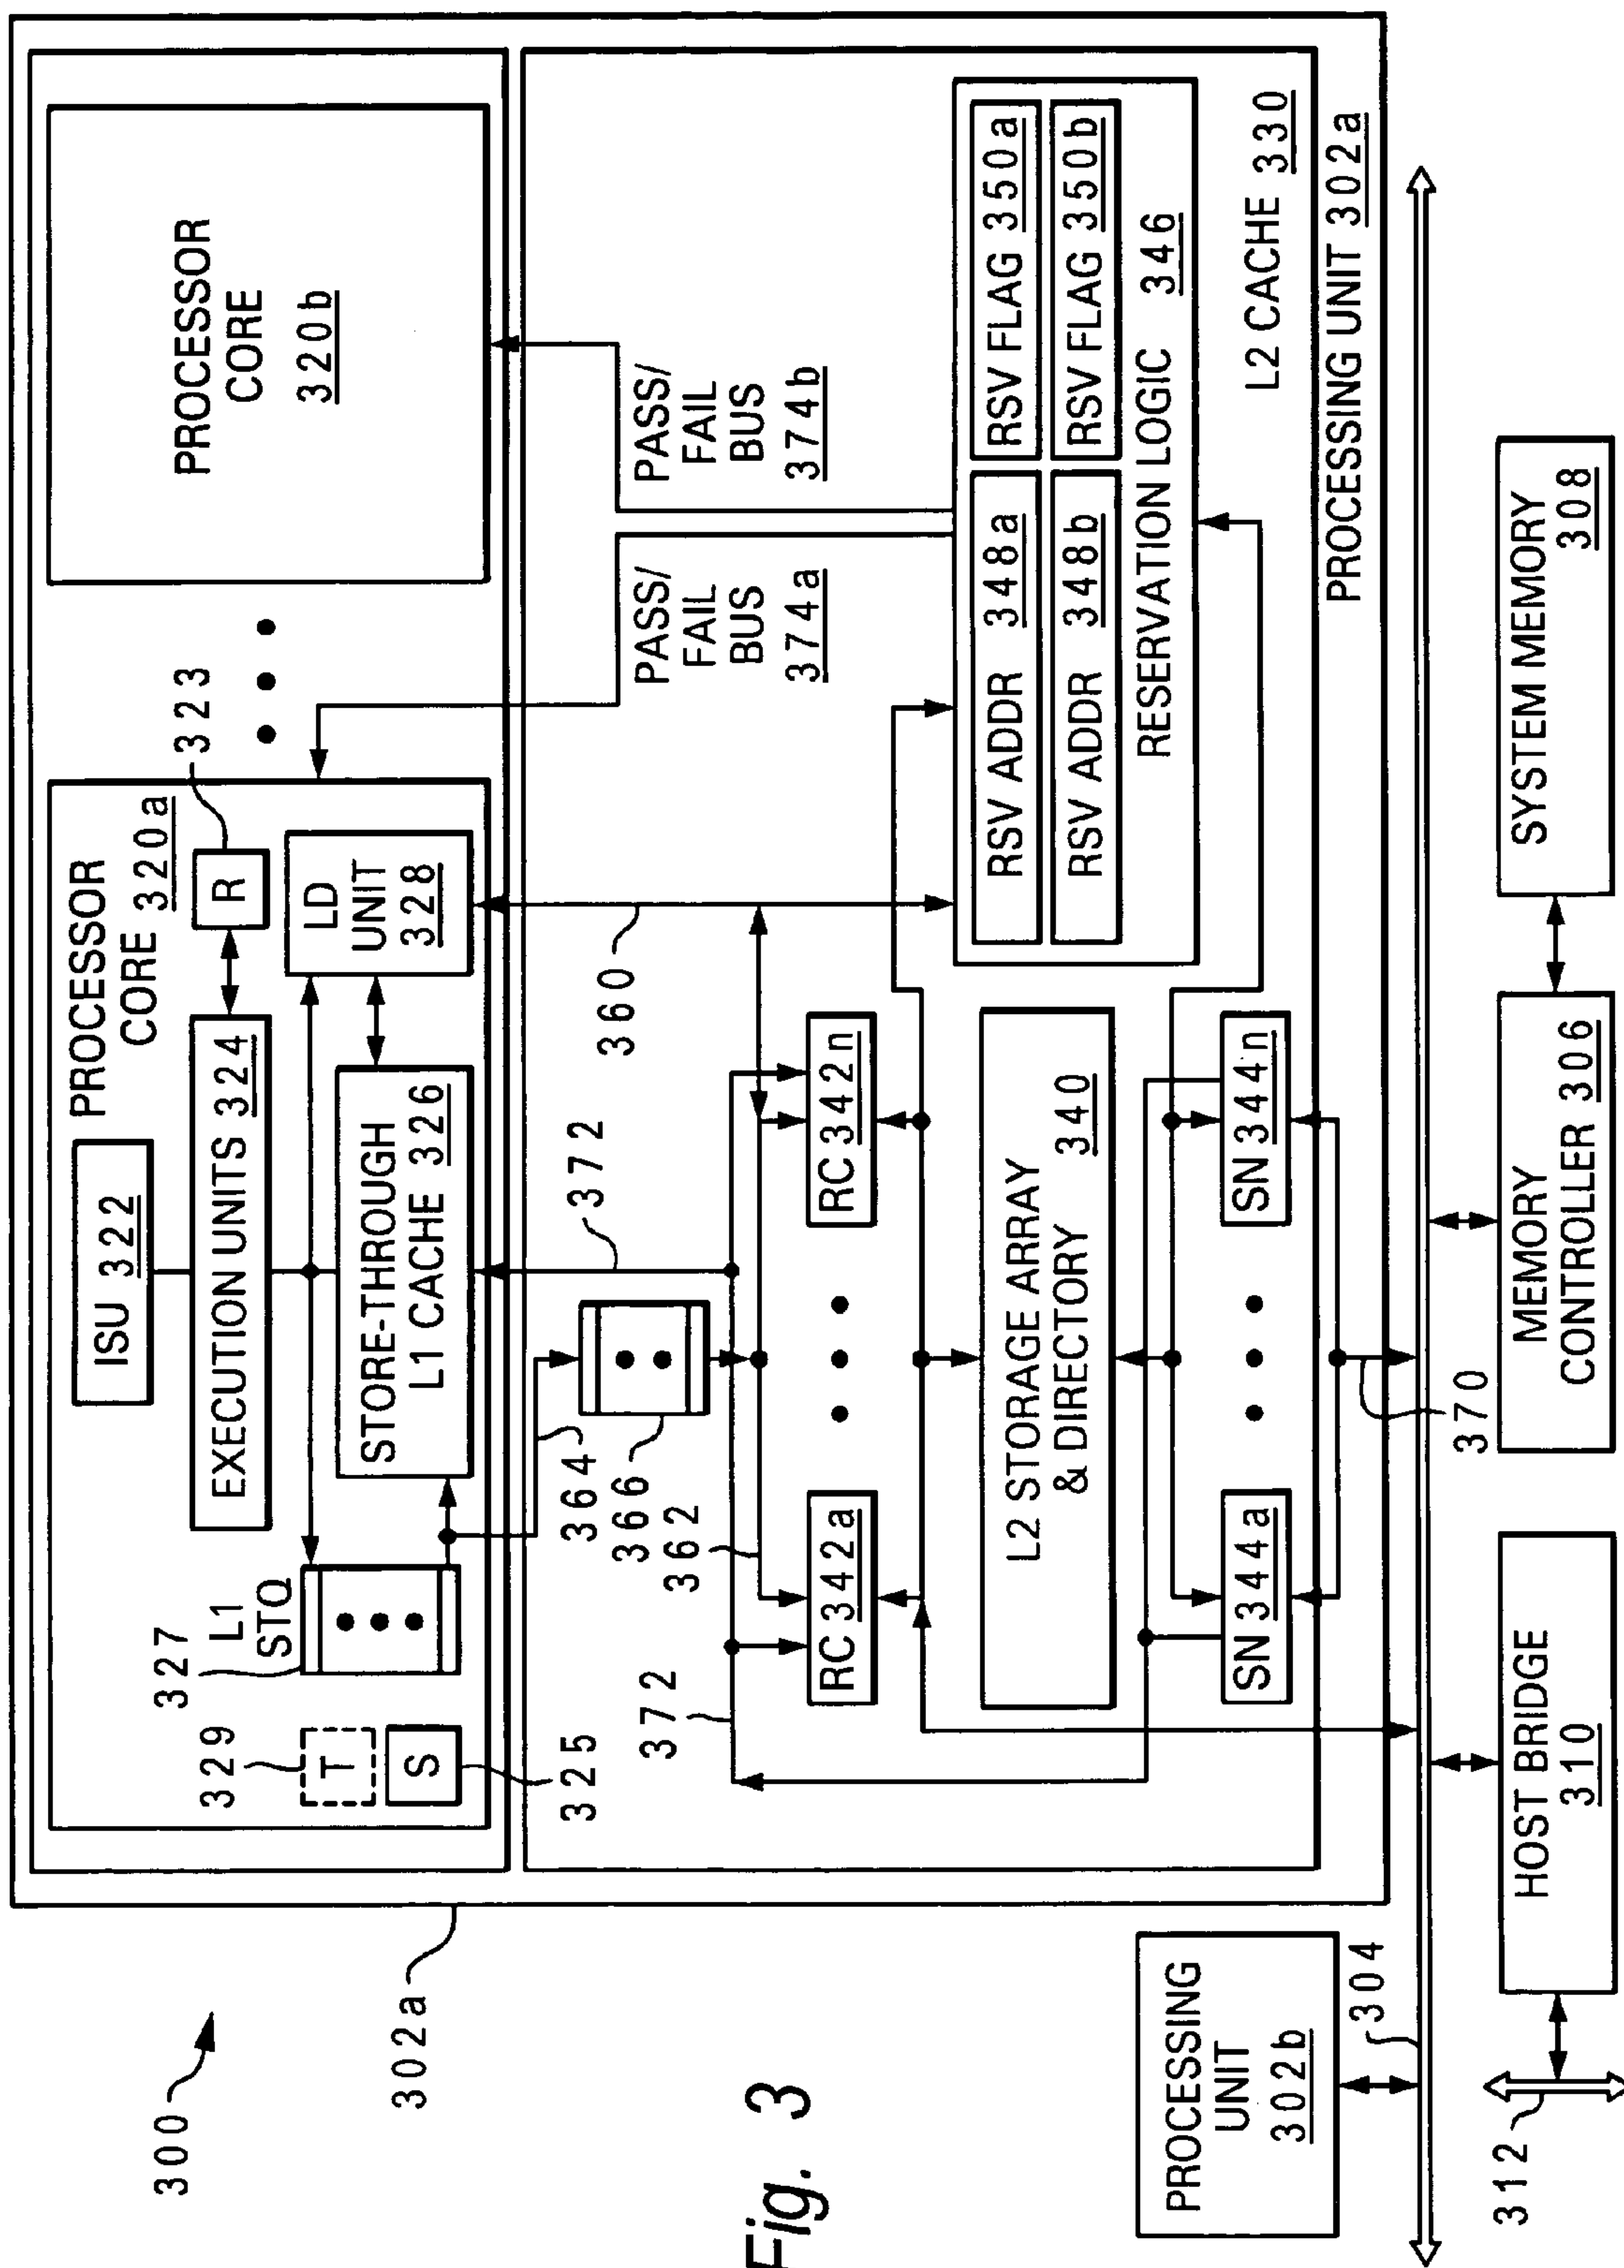 300
302a
PROCESSOR
CORE 320a
ISU 322
EXECUTION UNITS 324
R
323
L1
STQ
327
STORE-THROUGH
L1 CACHE 326
LD
UNIT
328
329
T
S
325
PROCESSOR
CORE
320b
364
366
362
372
372
360
PASS/
FAIL
BUS
374a
PASS/
FAIL
BUS
374b
RC 342a
RC 342n
L2 STORAGE ARRAY
& DIRECTORY 340
RSV ADDR 348a
RSV FLAG 350a
RSV ADDR 348b
RSV FLAG 350b
RESERVATION LOGIC 346
SN 344a
SN 344n
L2 CACHE 330
PROCESSING UNIT 302a
370
PROCESSING
UNIT
302b
304
312
HOST BRIDGE
310
MEMORY
CONTROLLER 306
SYSTEM MEMORY
308
Fig. 3